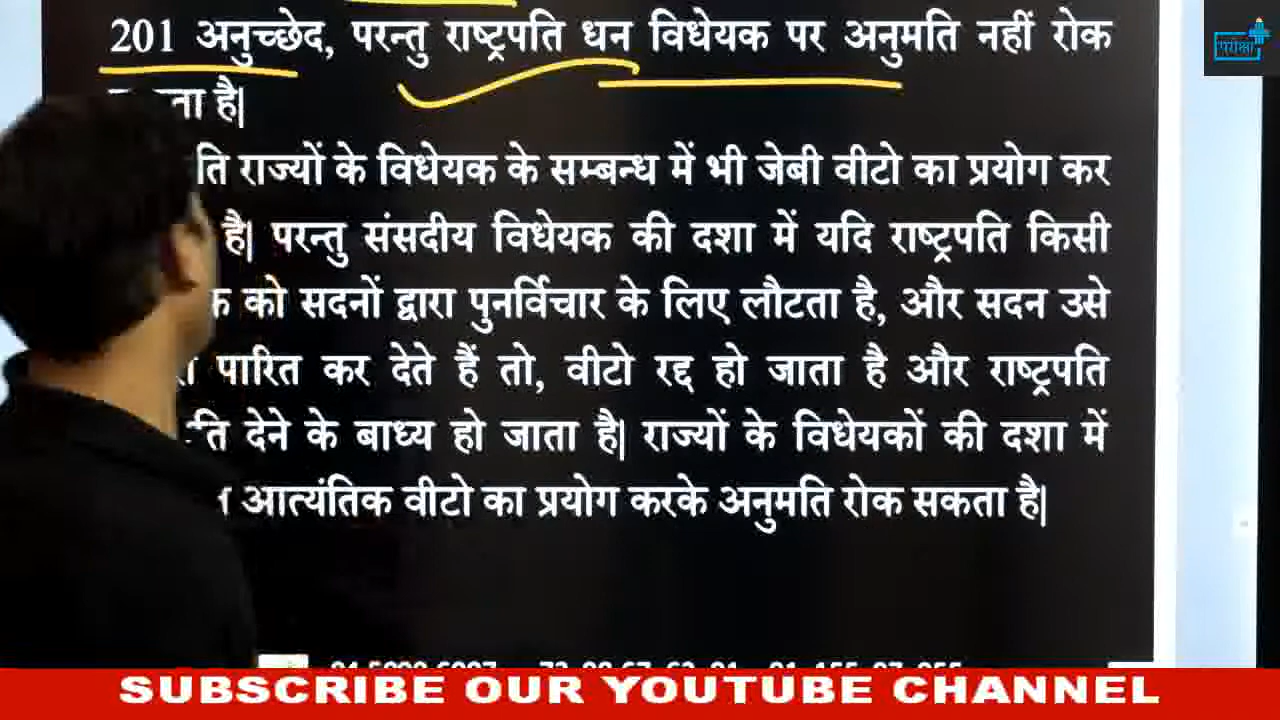 201 अनुच्छेद, परन्तु राष्ट्रपति धन विधेयक पर अनुमति नहीं रोक
है|
राज्यों के विधेयक के सम्बन्ध में भी जेबी वीटो का प्रयोग कर
है| परन्तु संसदीय विधेयक की दशा में यदि राष्ट्रपति किसी
को सदनों द्वारा पुनर्विचार के लिए लौटता है, और सदन उसे
पारित कर देते हैं तो, वीटो रद्द हो जाता है और राष्ट्रपति
देने के बाध्य हो जाता है| राज्यों के विधेयकों की दशा में
आत्यंतिक वीटो का प्रयोग करके अनुमति रोक सकता है|
परीक्षा
SUBSCRIBE OUR YOUTUBE CHANNEL